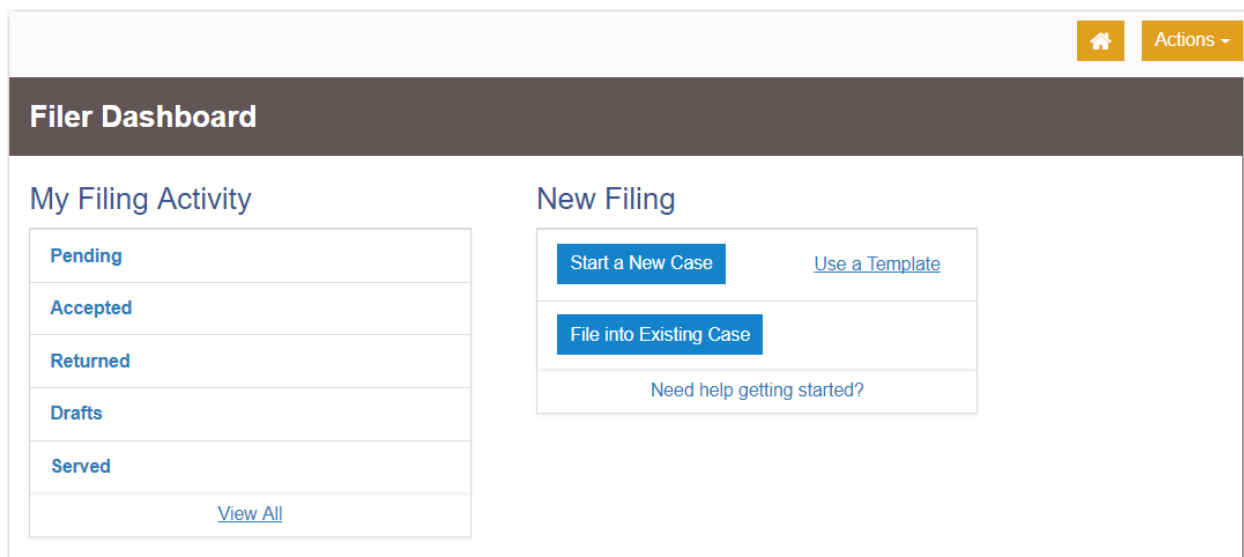 Actions
Filer Dashboard
My Filing Activity
Pending
Accepted
Returned
Drafts
Served
View All
New Filing
Start a New Case
Use a Template
File into Existing Case
Need help getting started?